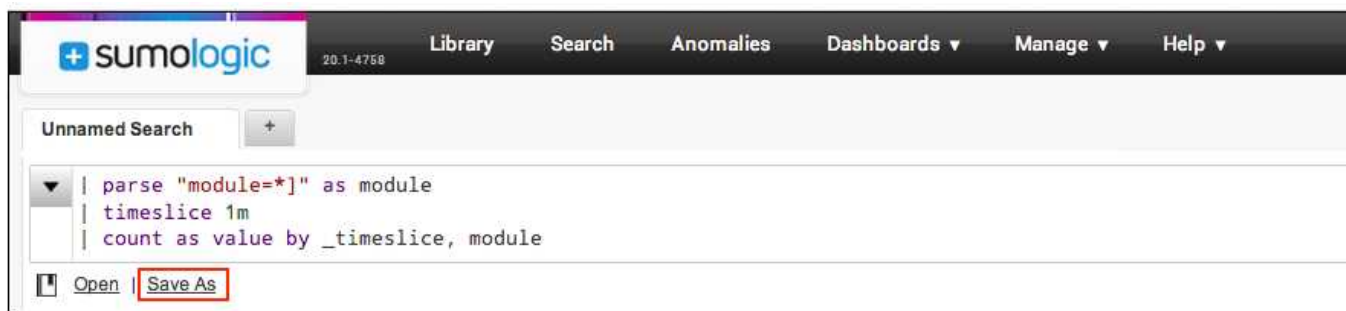 sumologic 20.1-4758 Library Search Anomalies Dashboards ▼ Manage ▼ Help ▼
Unnamed Search +
| parse "module=*]" as module
| timeslice 1m
| count as value by _timeslice, module
Open | Save As